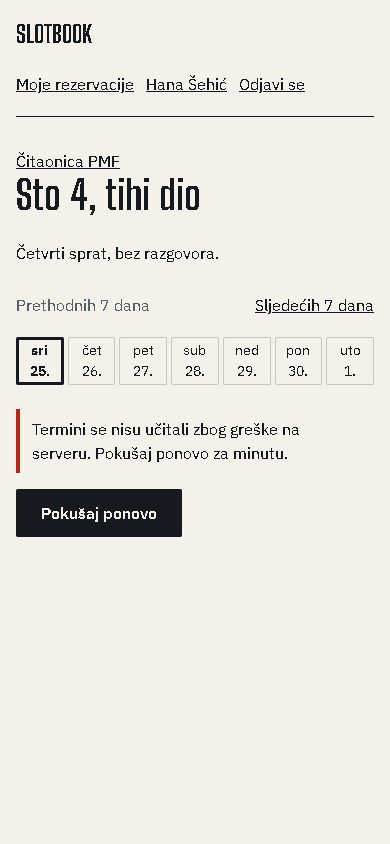 SLOTBOOK
Moje rezervacije Hana Šehić Odjavi se
Čitaonica PMF
Sto 4, tihi dio
Četvrti sprat, bez razgovora.
Prethodnih 7 dana Sljedećih 7 dana
sri čet pet sub ned pon uto
25. 26. 27. 28. 29. 30. 1.
Termini se nisu učitali zbog greške na
serveru. Pokušaj ponovo za minutu.
Pokušaj ponovo